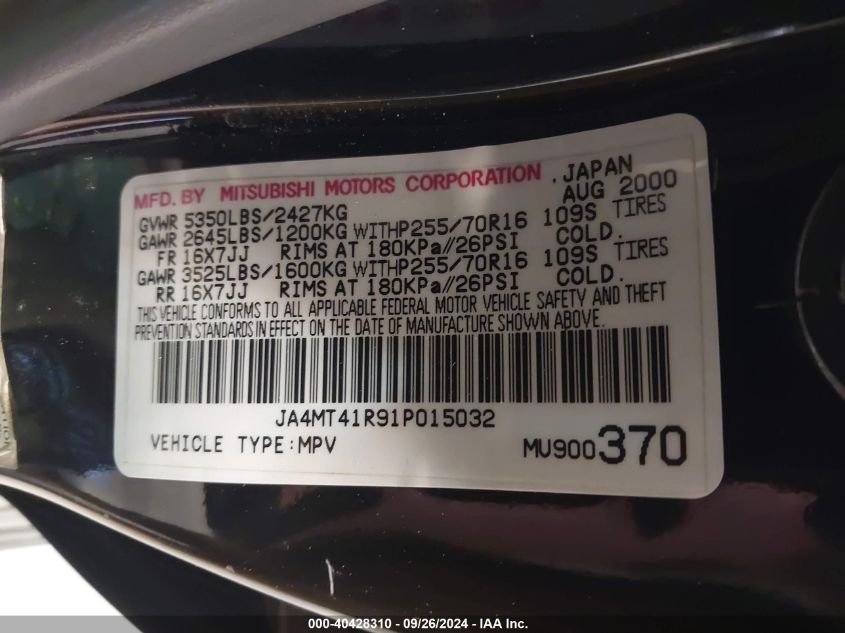 MFD. BY MITSUBISHI MOTORS CORPORATION , JAPAN
AUG 2000
GVWR 5350LBS/2427KG
GAWR 2645LBS/1200KG WITHP255/70R16 109S TIRES
FR 16X7JJ RIMS AT 180KPa//26PSI COLD.
GAWR 3525LBS/1600KG WITHP255/70R16 109S TIRES
RR 16X7JJ RIMS AT 180KPa//26PSI COLD.
THIS VEHICLE CONFORMS TO ALL APPLICABLE FEDERAL MOTOR VEHICLE SAFETY AND THEFT
PREVENTION STANDARDS IN EFFECT ON THE DATE OF MANUFACTURE SHOWN ABOVE.
JA4MT41R91P015032
VEHICLE TYPE:MPV MU900370
000-40428310 - 09/26/2024 - IAA Inc.